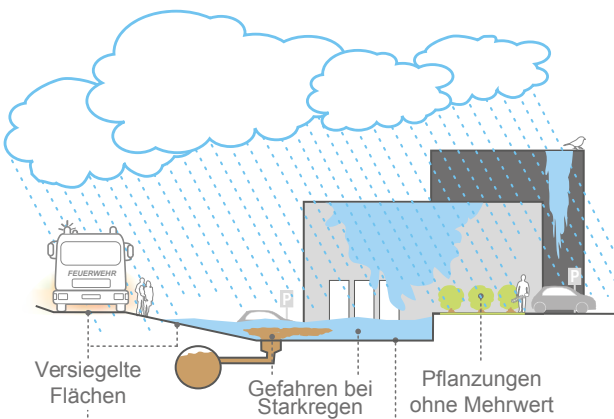 FEUERWEHR
P
P
Versiegelte
Flächen
Gefahren bei
Starkregen
Pflanzungen
ohne Mehrwert